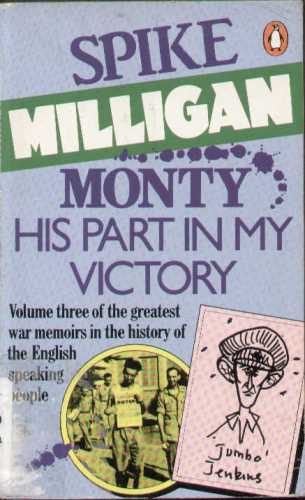 SPIKE
MILLIGAN
MONTY
HIS PART IN MY
VICTORY
Volume three of the greatest
war memoirs in the history of
the English
speaking
people
'Jumbo'
Jenkins